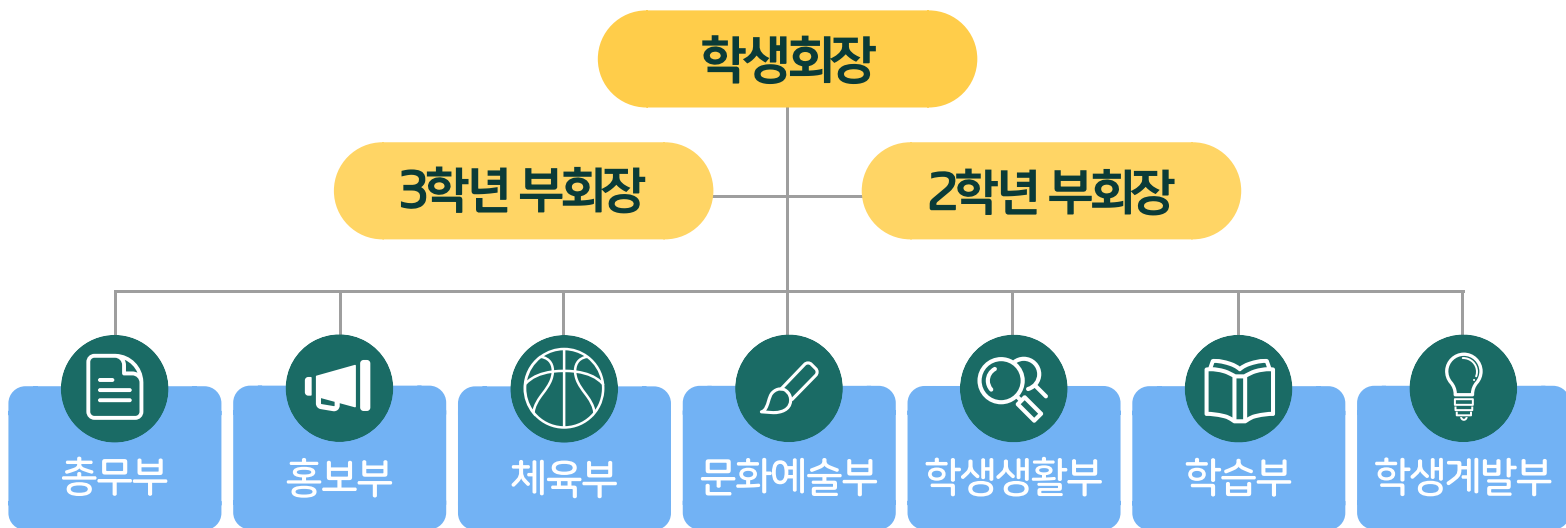 학생회장
3학년 부회장
2학년 부회장
총무부
홍보부
체육부
문화예술부
학생생활부
학습부
학생계발부